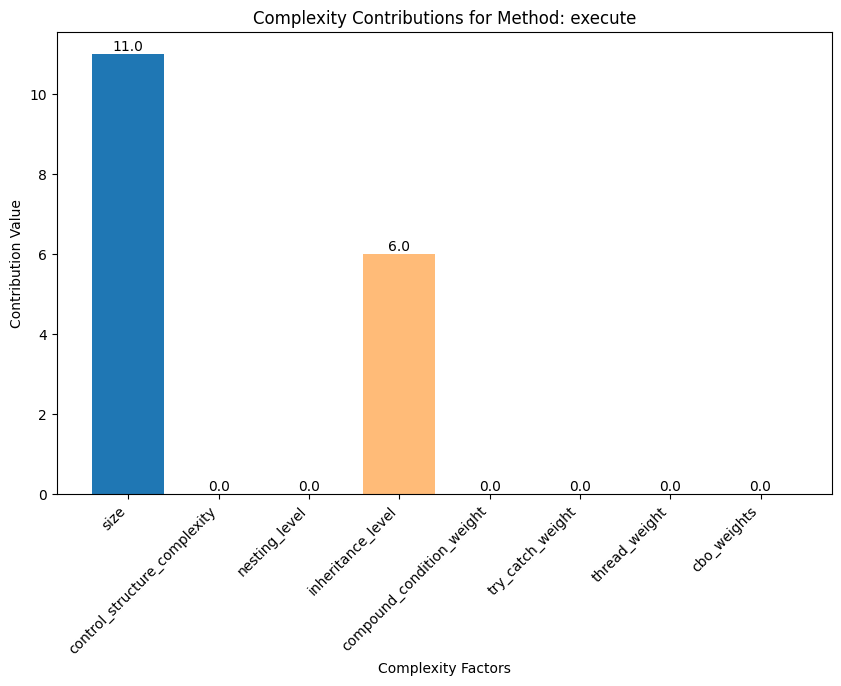 Complexity Contributions for Method: execute
Contribution Value
10
8
6
4
2
0
11.0
0.0
0.0
6.0
0.0
0.0
0.0
0.0
size
control_structure_complexity
nesting_level
inheritance_level
compound_condition_weight
try_catch_weight
thread_weight
cbo_weights
Complexity Factors